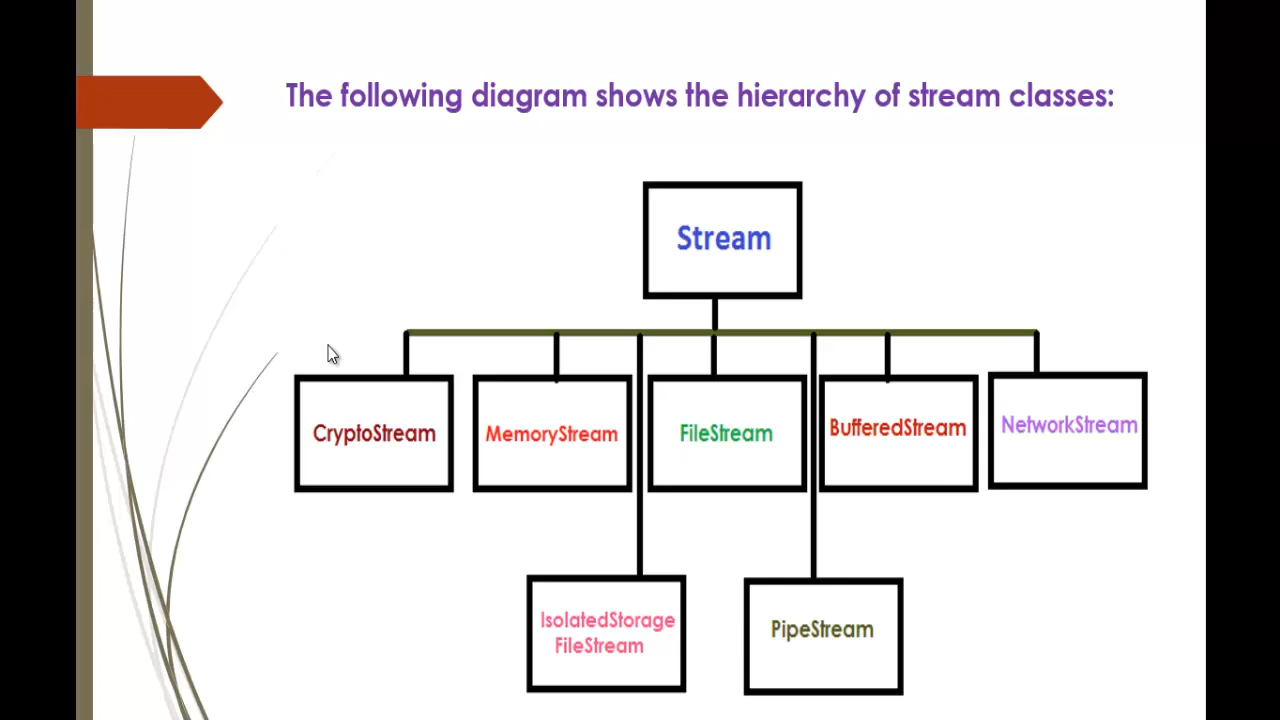 The following diagram shows the hierarchy of stream classes:
Stream
CryptoStream
MemoryStream
FileStream
BufferedStream
NetworkStream
IsolatedStorage
FileStream
PipeStream